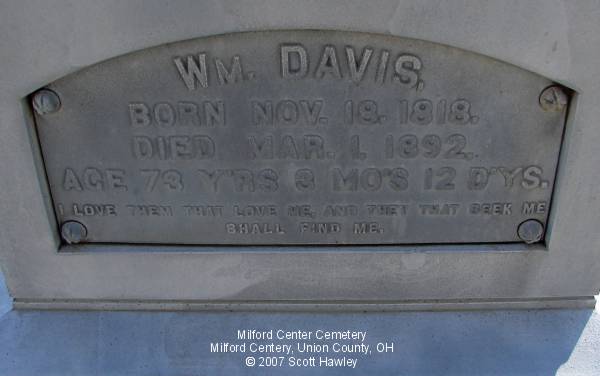 WM. DAVIS,
BORN NOV. 18. 1818.
DIED MAR. 1. 1892.
AGE 73 Y'RS 3 MO'S 12 D'YS.
I LOVE THEM THAT LOVE ME, AND THEY THAT SEEK ME
SHALL FIND ME.
Milford Center Cemetery
Milford Centery, Union County, OH
© 2007 Scott Hawley